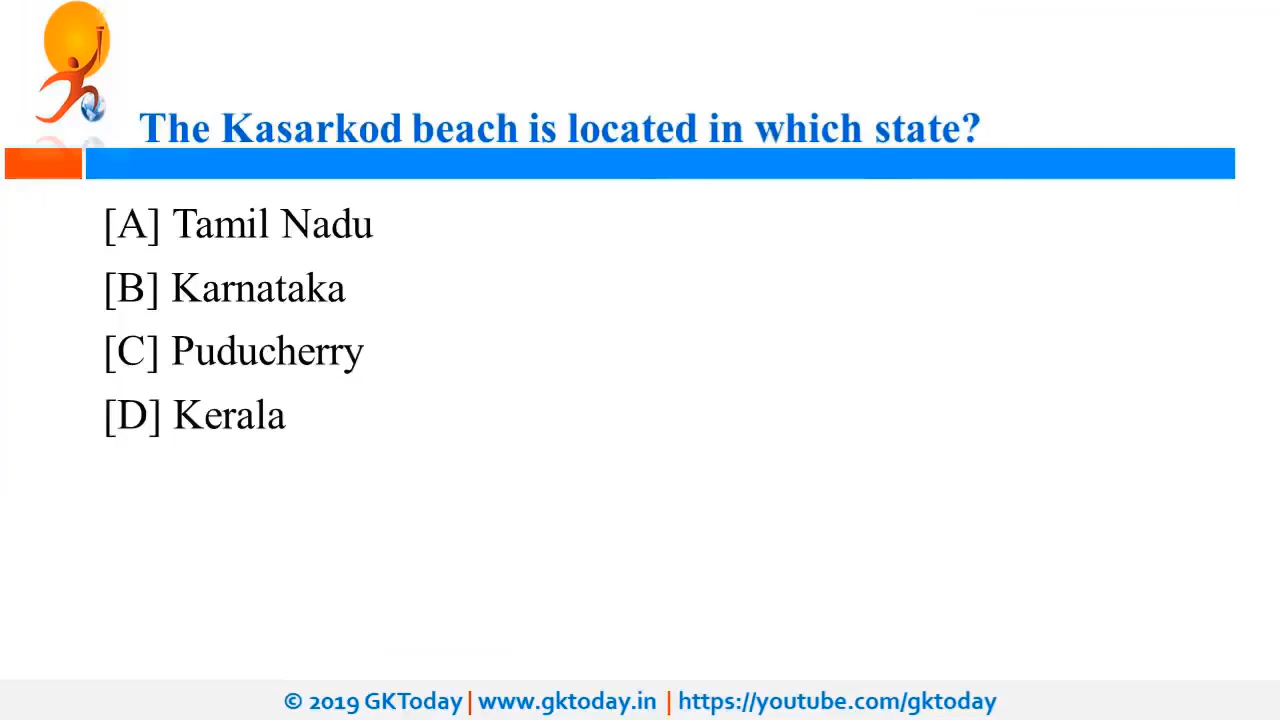 The Kasarkod beach is located in which state?
[A] Tamil Nadu
[B] Karnataka
[C] Puducherry
[D] Kerala
© 2019 GKToday | www.gktoday.in | https://youtube.com/gktoday